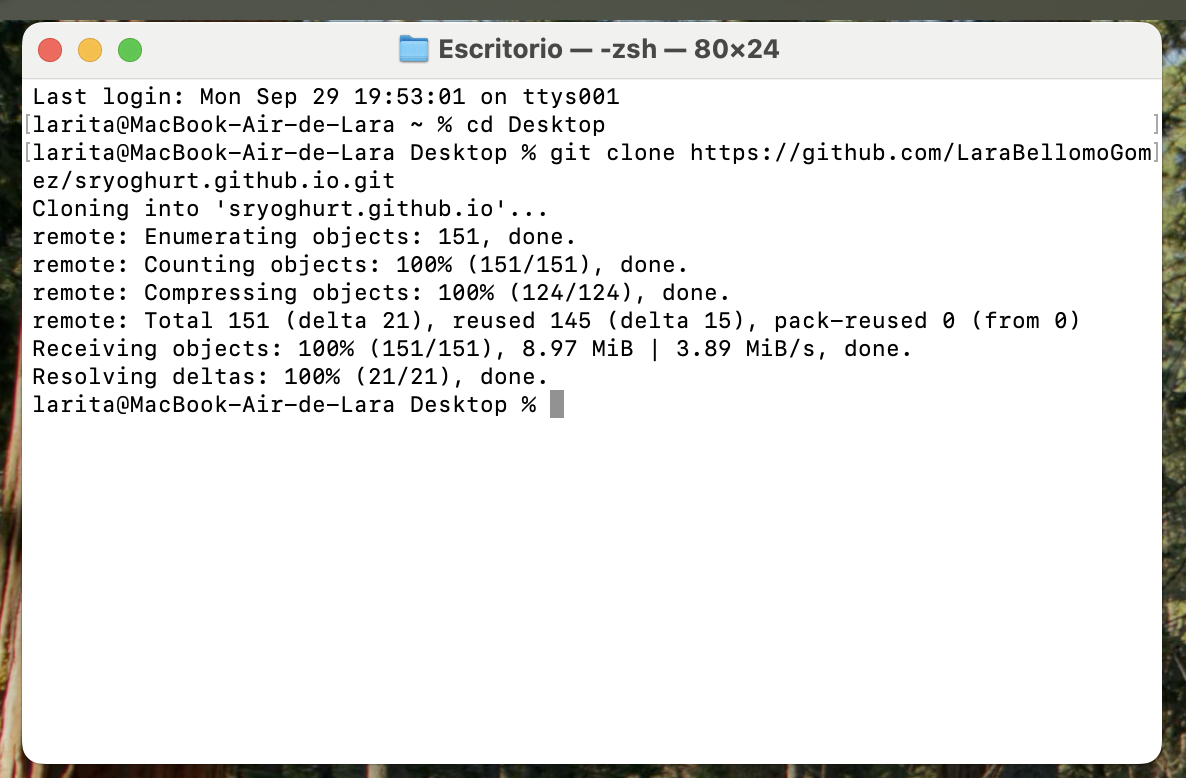 Escritorio — -zsh — 80×24
Last login: Mon Sep 29 19:53:01 on ttys001
[larita@MacBook-Air-de-Lara ~ % cd Desktop ]
[larita@MacBook-Air-de-Lara Desktop % git clone https://github.com/LaraBellomoGom]
ez/sryoghurt.github.io.git
Cloning into 'sryoghurt.github.io'...
remote: Enumerating objects: 151, done.
remote: Counting objects: 100% (151/151), done.
remote: Compressing objects: 100% (124/124), done.
remote: Total 151 (delta 21), reused 145 (delta 15), pack-reused 0 (from 0)
Receiving objects: 100% (151/151), 8.97 MiB | 3.89 MiB/s, done.
Resolving deltas: 100% (21/21), done.
larita@MacBook-Air-de-Lara Desktop %